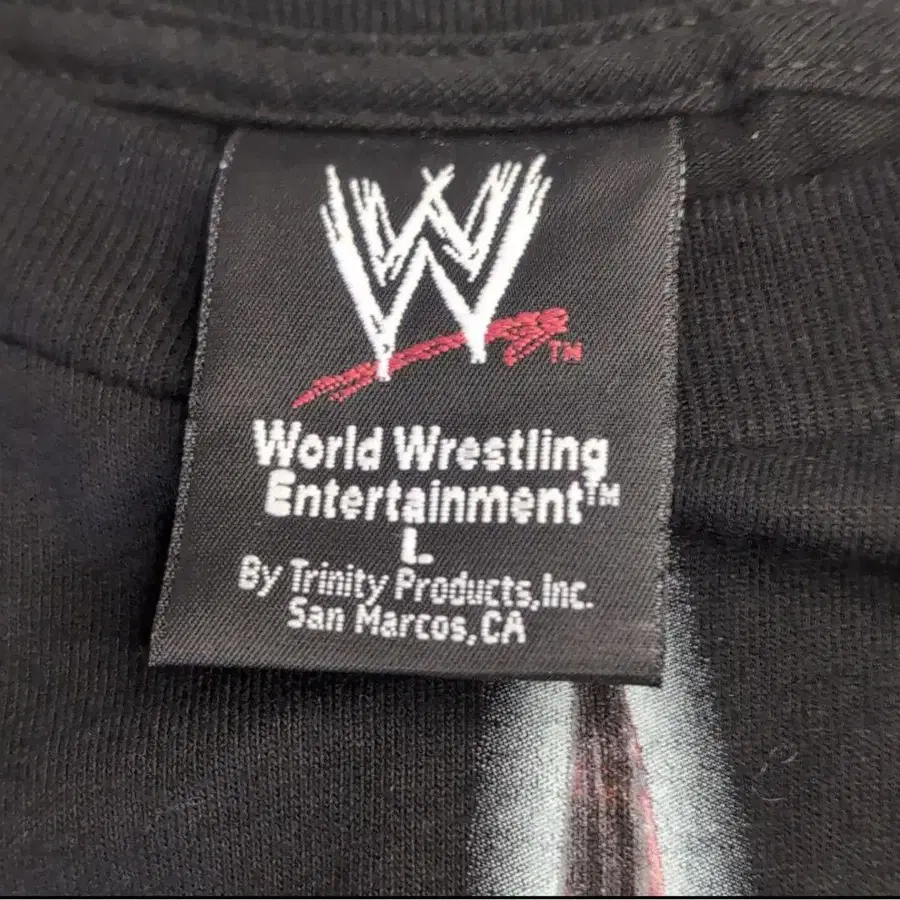 W
TM
World Wrestling
Entertainment™
L
By Trinity Products, Inc.
San Marcos, CA